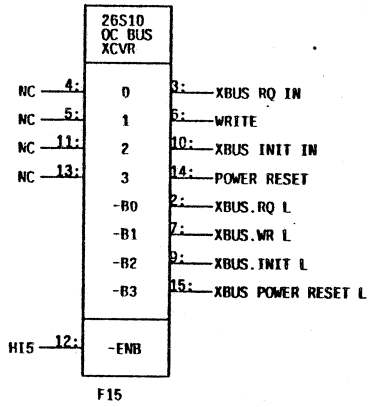 26S10
OC BUS
XCVR
NC 4: 0 3: XBUS RQ IN
NC 5: 1 6: WRITE
NC 11: 2 10: XBUS INIT IN
NC 13: 3 14: POWER RESET
-B0 2: XBUS.RQ L
-B1 7: XBUS.WR L
-B2 9: XBUS.INIT L
-B3 15: XBUS POWER RESET L
HI5 12: -ENB
F15